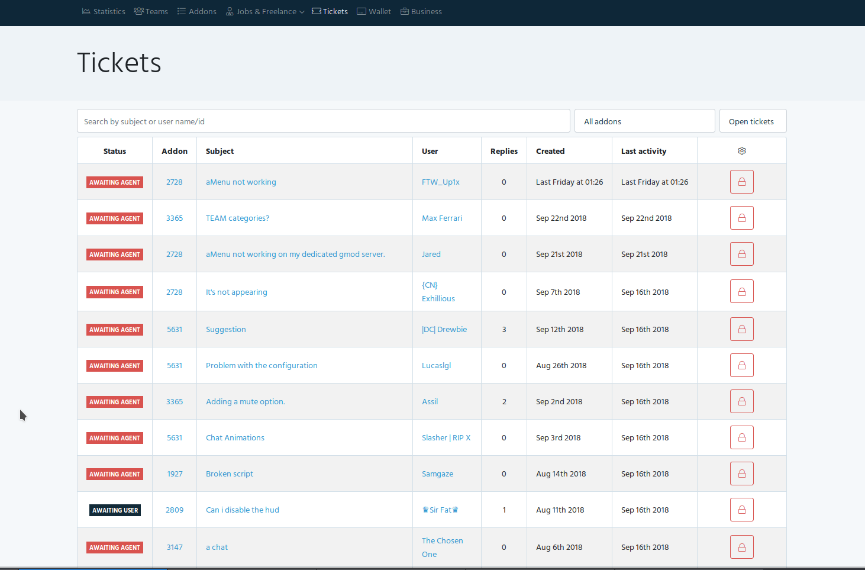 Statistics Teams Addons Jobs & Freelance Tickets Wallet Business
Tickets
Search by subject or user name/id All addons Open tickets
Status Addon Subject User Replies Created Last activity
AWAITING AGENT 2728 aMenu not working FTW_Up1x 0 Last Friday at 01:26 Last Friday at 01:26
AWAITING AGENT 3365 TEAM categories? Max Ferrari 0 Sep 22nd 2018 Sep 22nd 2018
AWAITING AGENT 2728 aMenu not working on my dedicated gmod server. Jared 0 Sep 21st 2018 Sep 21st 2018
AWAITING AGENT 2728 It's not appearing {CN} Exhillious 0 Sep 7th 2018 Sep 16th 2018
AWAITING AGENT 5631 Suggestion |DC| Drewbie 3 Sep 12th 2018 Sep 16th 2018
AWAITING AGENT 5631 Problem with the configuration Lucaslgl 0 Aug 26th 2018 Sep 16th 2018
AWAITING AGENT 3365 Adding a mute option. Assil 2 Sep 2nd 2018 Sep 16th 2018
AWAITING AGENT 5631 Chat Animations Slasher | RIP X 0 Sep 3rd 2018 Sep 16th 2018
AWAITING AGENT 1927 Broken script Samgaze 0 Aug 14th 2018 Sep 16th 2018
AWAITING USER 2809 Can i disable the hud ♛Sir Fat♛ 1 Aug 11th 2018 Sep 16th 2018
AWAITING AGENT 3147 a chat The Chosen One 0 Aug 6th 2018 Sep 16th 2018